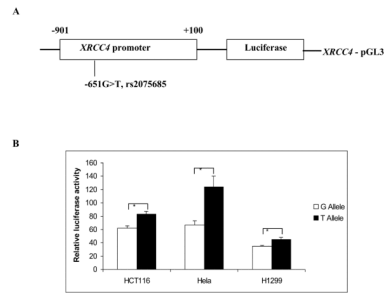 A
-901
+100
XRCC4 promoter
Luciferase
XRCC4 - pGL3
-651G>T, rs2075685
B
160
140
120
100
80
60
40
20
0
Relative luciferase activity
*
*
*
G Allele
T Allele
HCT116
Hela
H1299